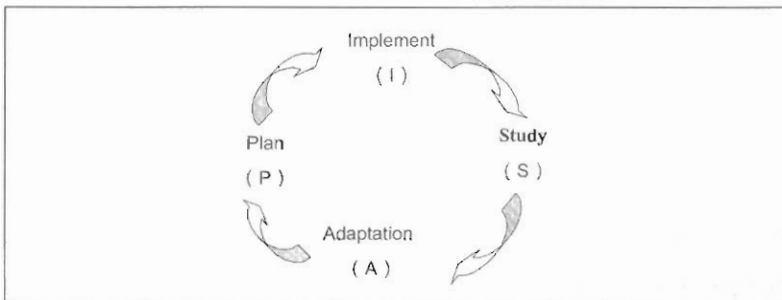 Implement
( I )
Plan
( P )
Study
( S )
Adaptation
( A )